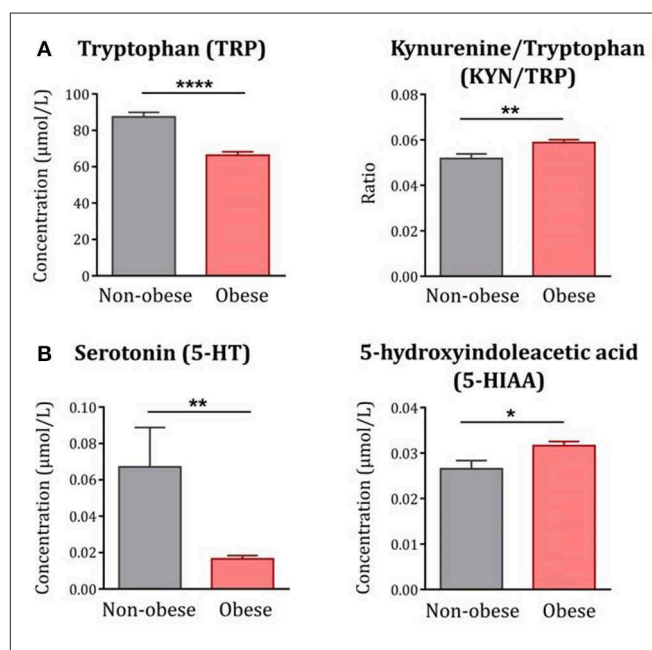 A
Tryptophan (TRP)
Concentration (μmol/L)
100
80
60
40
20
0
****
Non-obese
Obese
Kynurenine/Tryptophan
(KYN/TRP)
Ratio
0.08
0.06
0.04
0.02
0.00
**
Non-obese
Obese
B
Serotonin (5-HT)
Concentration (μmol/L)
0.10
0.08
0.06
0.04
0.02
0.00
**
Non-obese
Obese
5-hydroxyindoleacetic acid
(5-HIAA)
Concentration (μmol/L)
0.04
0.03
0.02
0.01
0.00
*
Non-obese
Obese